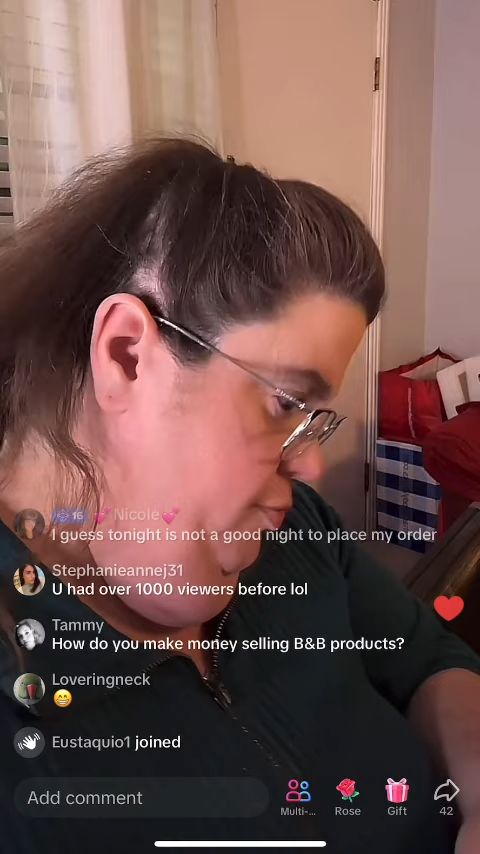 16 💕Nicole💕
I guess tonight is not a good night to place my order
Stephanieannej31
U had over 1000 viewers before lol
Tammy
How do you make money selling B&B products?
Loveringneck
😁
Eustaquio1 joined
Add comment
Multi-...
Rose
Gift
42